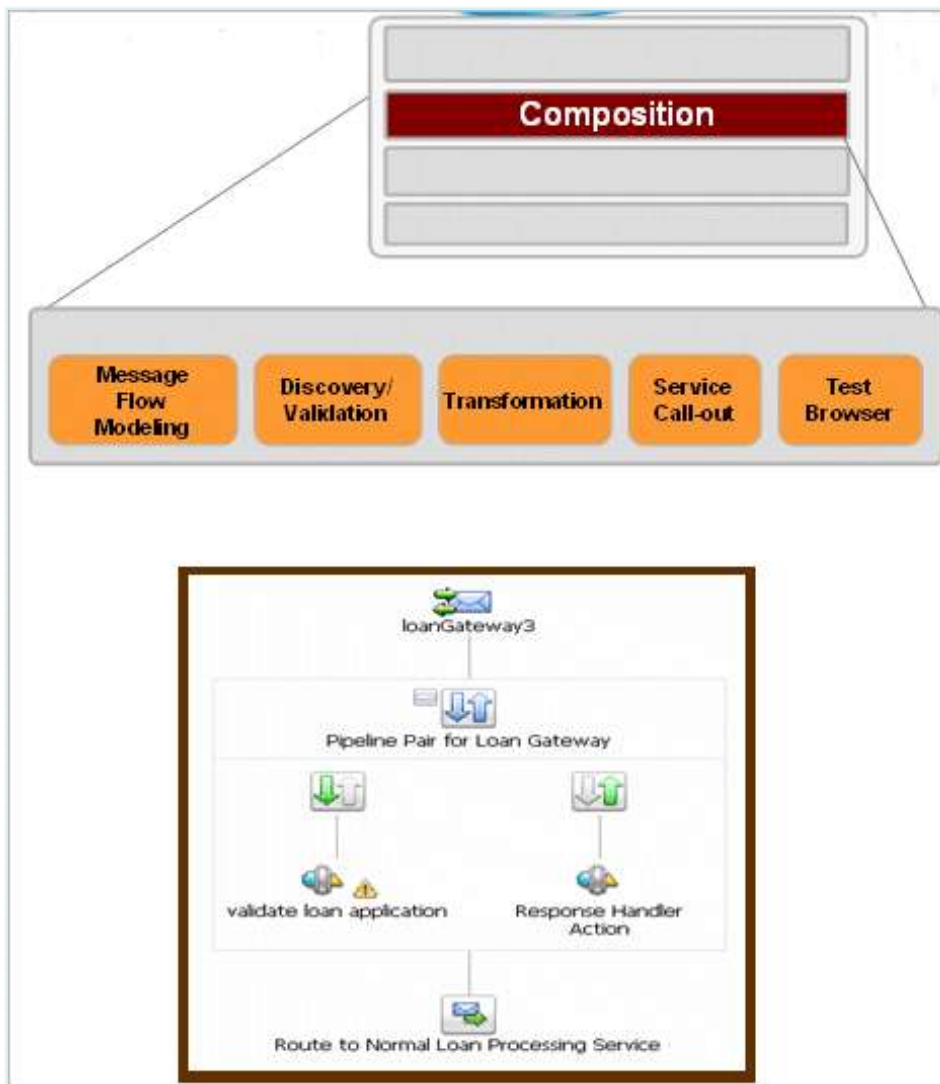 Composition
Message
Flow
Modeling
Discovery/
Validation
Transformation
Service
Call-out
Test
Browser
loanGateway3
Pipeline Pair for Loan Gateway
validate loan application
Response Handler
Action
Route to Normal Loan Processing Service